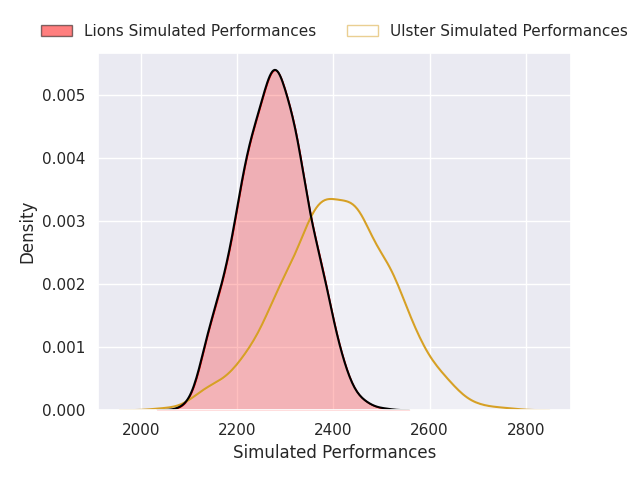 Lions Simulated Performances Ulster Simulated Performances
0.005
0.004
0.003
0.002
0.001
0.000
Density
2000 2200 2400 2600 2800
Simulated Performances